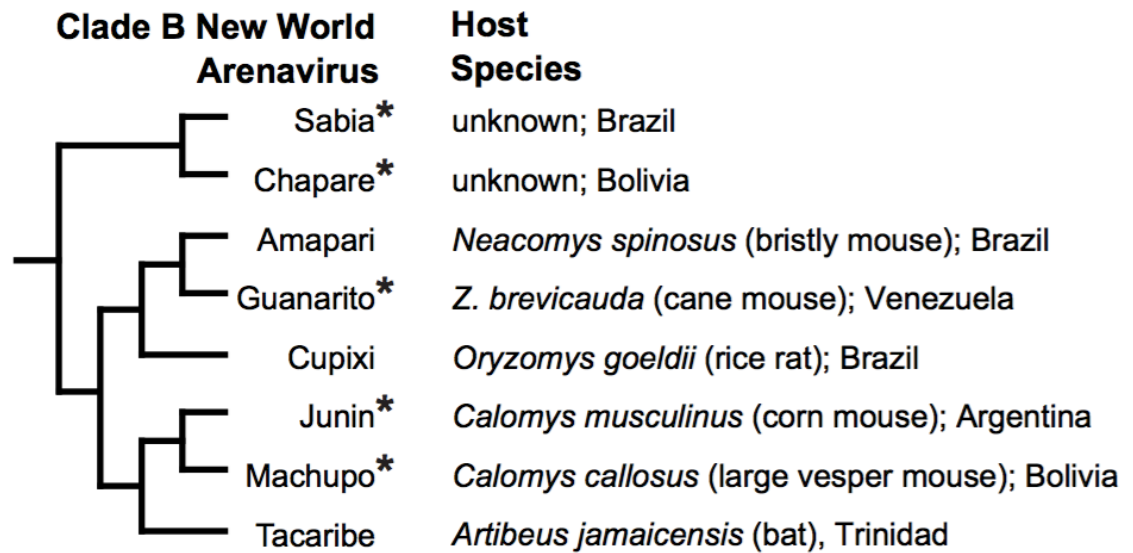 Clade B New World Host
Arenavirus Species
Sabia* unknown; Brazil
Chapare* unknown; Bolivia
Amapari Neacomys spinosus (bristly mouse); Brazil
Guanarito* Z. brevicauda (cane mouse); Venezuela
Cupixi Oryzomys goeldii (rice rat); Brazil
Junin* Calomys musculinus (corn mouse); Argentina
Machupo* Calomys callosus (large vesper mouse); Bolivia
Tacaribe Artibeus jamaicensis (bat), Trinidad